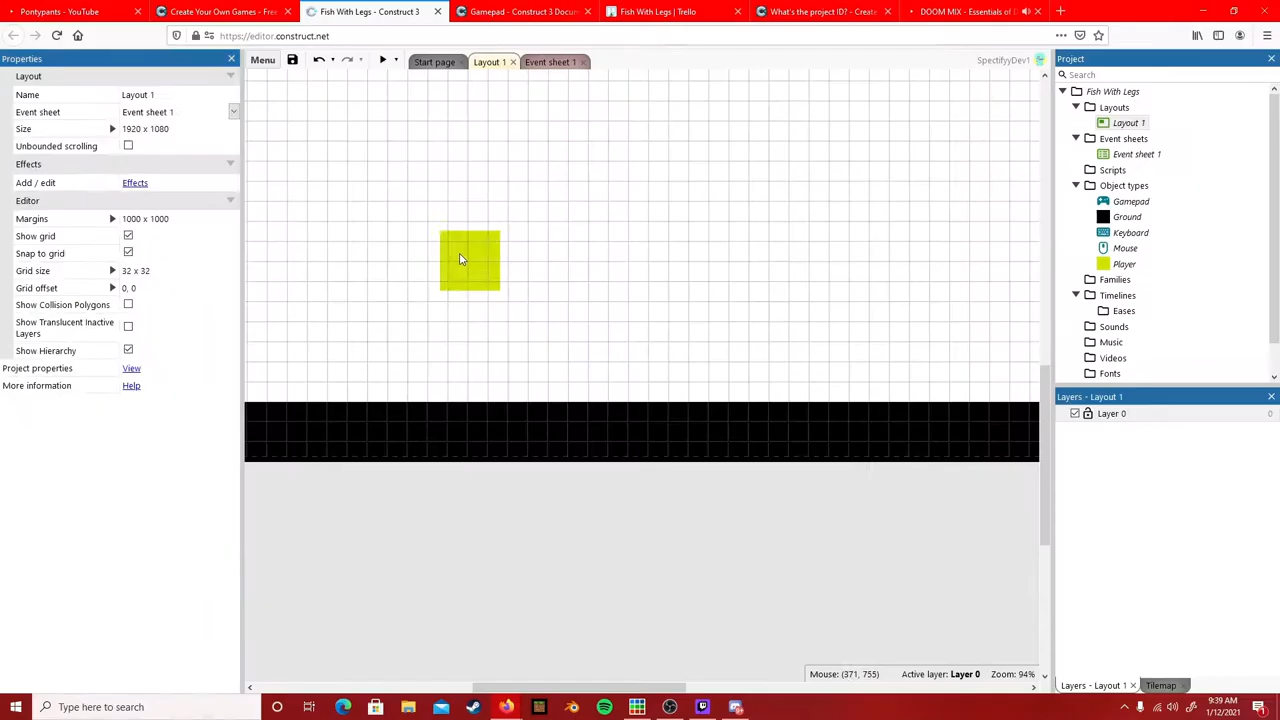 Pontypants - YouTube
Create Your Own Games - Free
Fish With Legs - Construct 3
Gamepad - Construct 3 Docum
Fish With Legs | Trello
What's the project ID? - Create
DOOM MIX - Essentials of D
https://editor.construct.net
Properties
Menu
Start page
Layout 1
Event sheet 1
SpectifyyDev1
Project
Layout
Search
Name
Layout 1
Fish With Legs
Event sheet
Event sheet 1
Layouts
Size
1920 x 1080
Layout 1
Unbounded scrolling
Event sheets
Effects
Event sheet 1
Add / edit
Effects
Scripts
Editor
Object types
Margins
1000 x 1000
Gamepad
Show grid
Ground
Snap to grid
Keyboard
Grid size
32 x 32
Mouse
Grid offset
0, 0
Player
Show Collision Polygons
Families
Show Translucent Inactive
Layers
Timelines
Show Hierarchy
Eases
Project properties
View
Sounds
More information
Help
Music
Videos
Fonts
Layers - Layout 1
Layer 0
0
Mouse: (371, 755)
Active layer: Layer 0
Zoom: 94%
Layers - Layout 1
Tilemap
Type here to search
9:39 AM
1/12/2021
1